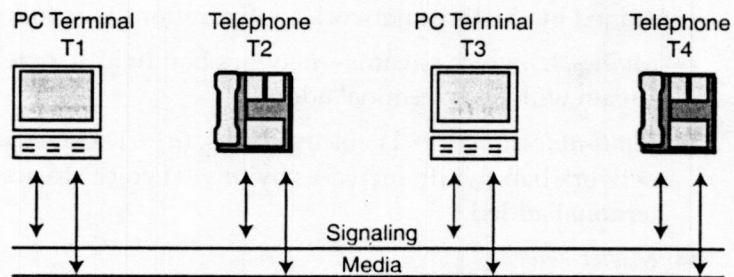 PC Terminal
T1
Telephone
T2
PC Terminal
T3
Telephone
T4
Signaling
Media